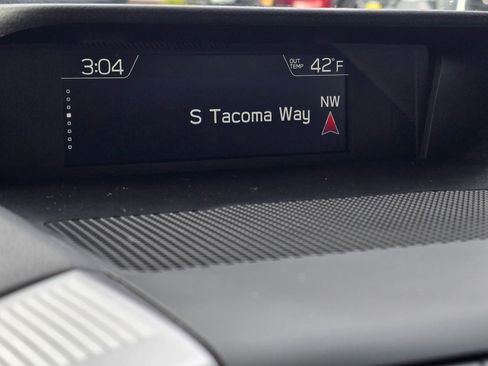 3:04
OUT TEMP 42°F
NW
S Tacoma Way